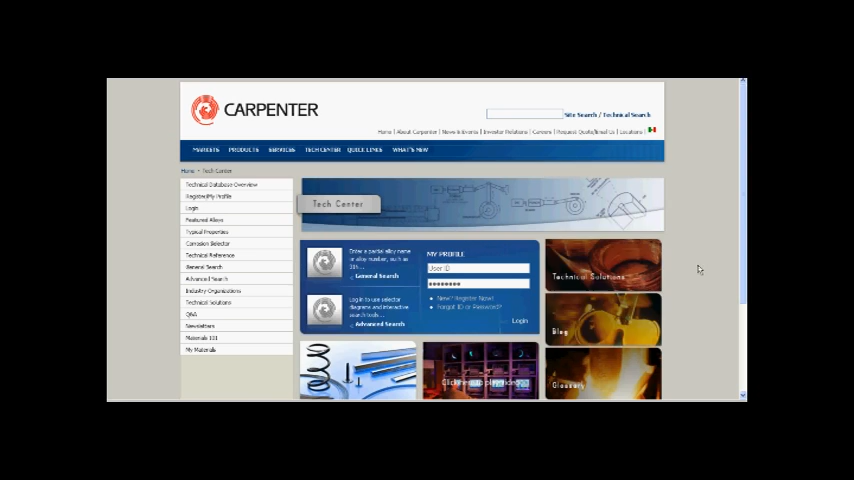 CARPENTER
Site Search / Technical Search
Home | About Carpenter | News & Events | Investor Relations | Careers | Request Quote/Email Us | Locations |
MARKETS PRODUCTS SERVICES TECH CENTER QUICK LINKS WHAT'S NEW
Home > Tech Center
Technical Database Overview
Register/My Profile
Login
Featured Alloys
Typical Properties
Corrosion Selector
Technical Reference
General Search
Advanced Search
Industry Organizations
Technical Solutions
Q&A
Newsletters
Materials 101
My Materials
Tech Center
Enter a partial alloy name
or alloy number, such as
316...
General Search
Log in to use selector
diagrams and interactive
search tools...
Advanced Search
MY PROFILE
User ID
New? Register Now!
Forgot ID or Password?
Login
Technical Solutions
Blog
Glossary
Click here to play video